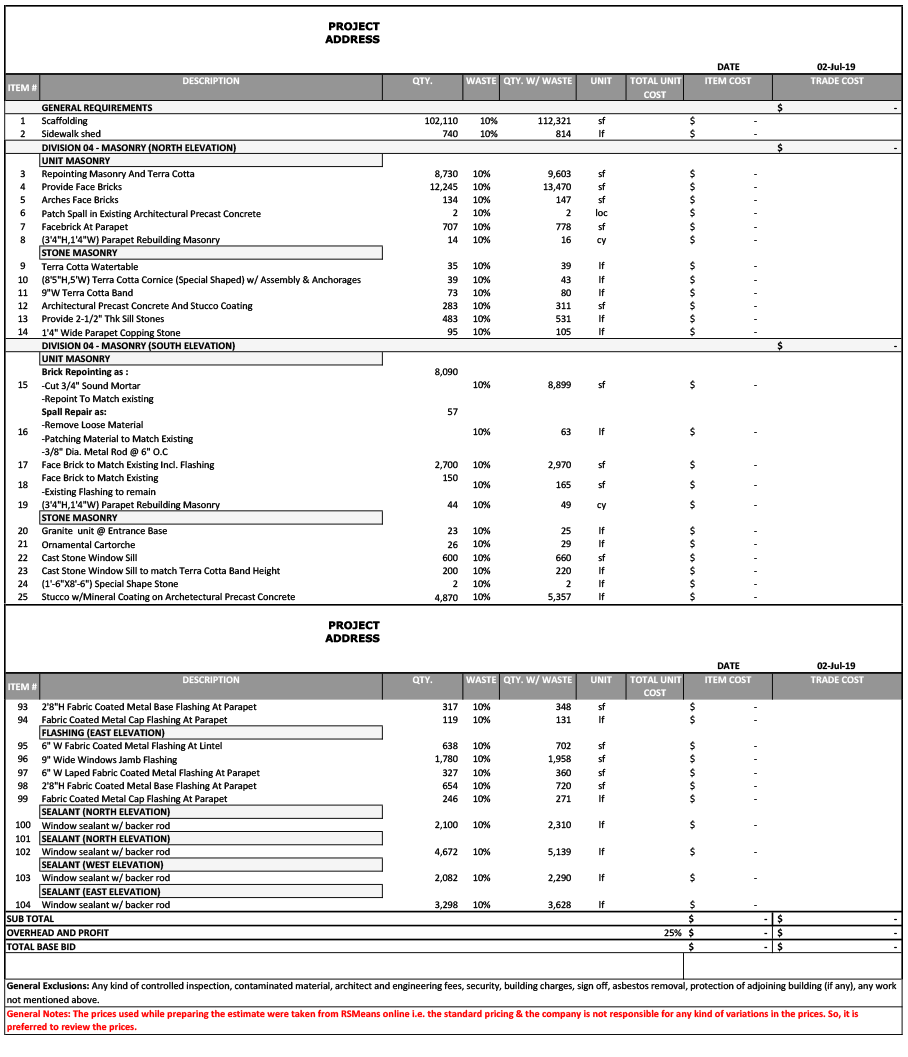 PROJECT
ADDRESS
DATE 02-Jul-19
ITEM # DESCRIPTION QTY. WASTE QTY. W/ WASTE UNIT TOTAL UNIT COST ITEM COST TRADE COST
GENERAL REQUIREMENTS $ -
1 Scaffolding 102,110 10% 112,321 sf $ -
2 Sidewalk shed 740 10% 814 lf $ -
DIVISION 04 - MASONRY (NORTH ELEVATION) $ -
UNIT MASONRY
3 Repointing Masonry And Terra Cotta 8,730 10% 9,603 sf $ -
4 Provide Face Bricks 12,245 10% 13,470 sf $ -
5 Arches Face Bricks 134 10% 147 sf $ -
6 Patch Spall in Existing Architectural Precast Concrete 2 10% 2 loc $ -
7 Facebrick At Parapet 707 10% 778 sf $ -
8 (3'4"H,1'4"W) Parapet Rebuilding Masonry 14 10% 16 cy $ -
STONE MASONRY
9 Terra Cotta Watertable 35 10% 39 lf $ -
10 (8'5"H,5'W) Terra Cotta Cornice (Special Shaped) w/ Assembly & Anchorages 39 10% 43 lf $ -
11 9"W Terra Cotta Band 73 10% 80 lf $ -
12 Architectural Precast Concrete And Stucco Coating 283 10% 311 sf $ -
13 Provide 2-1/2" Thk Sill Stones 483 10% 531 lf $ -
14 1'4" Wide Parapet Copping Stone 95 10% 105 lf $ -
DIVISION 04 - MASONRY (SOUTH ELEVATION) $ -
UNIT MASONRY
Brick Repointing as : 8,090
15 -Cut 3/4" Sound Mortar 10% 8,899 sf $ -
-Repoint To Match existing
Spall Repair as: 57
-Remove Loose Material
16 10% 63 lf $ -
-Patching Material to Match Existing
-3/8" Dia. Metal Rod @ 6" O.C
17 Face Brick to Match Existing Incl. Flashing 2,700 10% 2,970 sf $ -
Face Brick to Match Existing 150
18 10% 165 sf $ -
-Existing Flashing to remain
19 (3'4"H,1'4"W) Parapet Rebuilding Masonry 44 10% 49 cy $ -
STONE MASONRY
20 Granite unit @ Entrance Base 23 10% 25 lf $ -
21 Ornamental Cartorche 26 10% 29 lf $ -
22 Cast Stone Window Sill 600 10% 660 sf $ -
23 Cast Stone Window Sill to match Terra Cotta Band Height 200 10% 220 lf $ -
24 (1'-6"X8'-6") Special Shape Stone 2 10% 2 lf $ -
25 Stucco w/Mineral Coating on Archetectural Precast Concrete 4,870 10% 5,357 lf $ -
PROJECT
ADDRESS
DATE 02-Jul-19
ITEM # DESCRIPTION QTY. WASTE QTY. W/ WASTE UNIT TOTAL UNIT COST ITEM COST TRADE COST
93 2'8"H Fabric Coated Metal Base Flashing At Parapet 317 10% 348 sf $ -
94 Fabric Coated Metal Cap Flashing At Parapet 119 10% 131 lf $ -
FLASHING (EAST ELEVATION)
95 6" W Fabric Coated Metal Flashing At Lintel 638 10% 702 sf $ -
96 9" Wide Windows Jamb Flashing 1,780 10% 1,958 sf $ -
97 6" W Laped Fabric Coated Metal Flashing At Parapet 327 10% 360 sf $ -
98 2'8"H Fabric Coated Metal Base Flashing At Parapet 654 10% 720 sf $ -
99 Fabric Coated Metal Cap Flashing At Parapet 246 10% 271 lf $ -
SEALANT (NORTH ELEVATION)
100 Window sealant w/ backer rod 2,100 10% 2,310 lf $ -
101 SEALANT (NORTH ELEVATION)
102 Window sealant w/ backer rod 4,672 10% 5,139 lf $ -
SEALANT (WEST ELEVATION)
103 Window sealant w/ backer rod 2,082 10% 2,290 lf $ -
SEALANT (EAST ELEVATION)
104 Window sealant w/ backer rod 3,298 10% 3,628 lf $ -
SUB TOTAL $ - $ -
OVERHEAD AND PROFIT 25% $ - $ -
TOTAL BASE BID $ - $ -
General Exclusions: Any kind of controlled inspection, contaminated material, architect and engineering fees, security, building charges, sign off, asbestos removal, protection of adjoining building (if any), any work
not mentioned above.
General Notes: The prices used while preparing the estimate were taken from RSMeans online i.e. the standard pricing & the company is not responsible for any kind of variations in the prices. So, it is
preferred to review the prices.